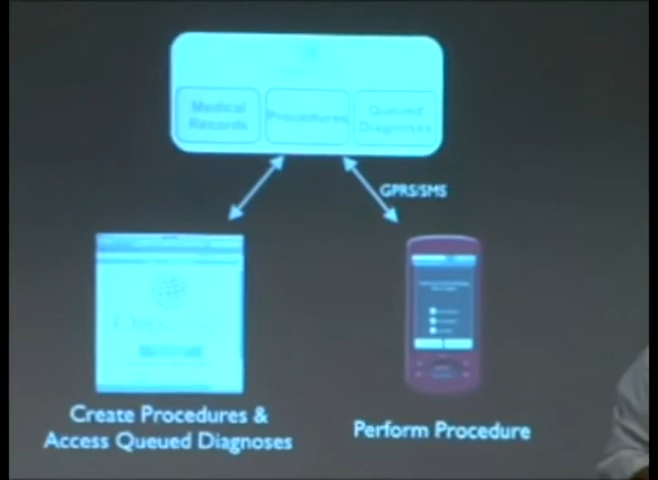 Medical
Records
Procedures
Queued
Diagnoses
GPRS/SMS
Create Procedures &
Access Queued Diagnoses
Perform Procedure